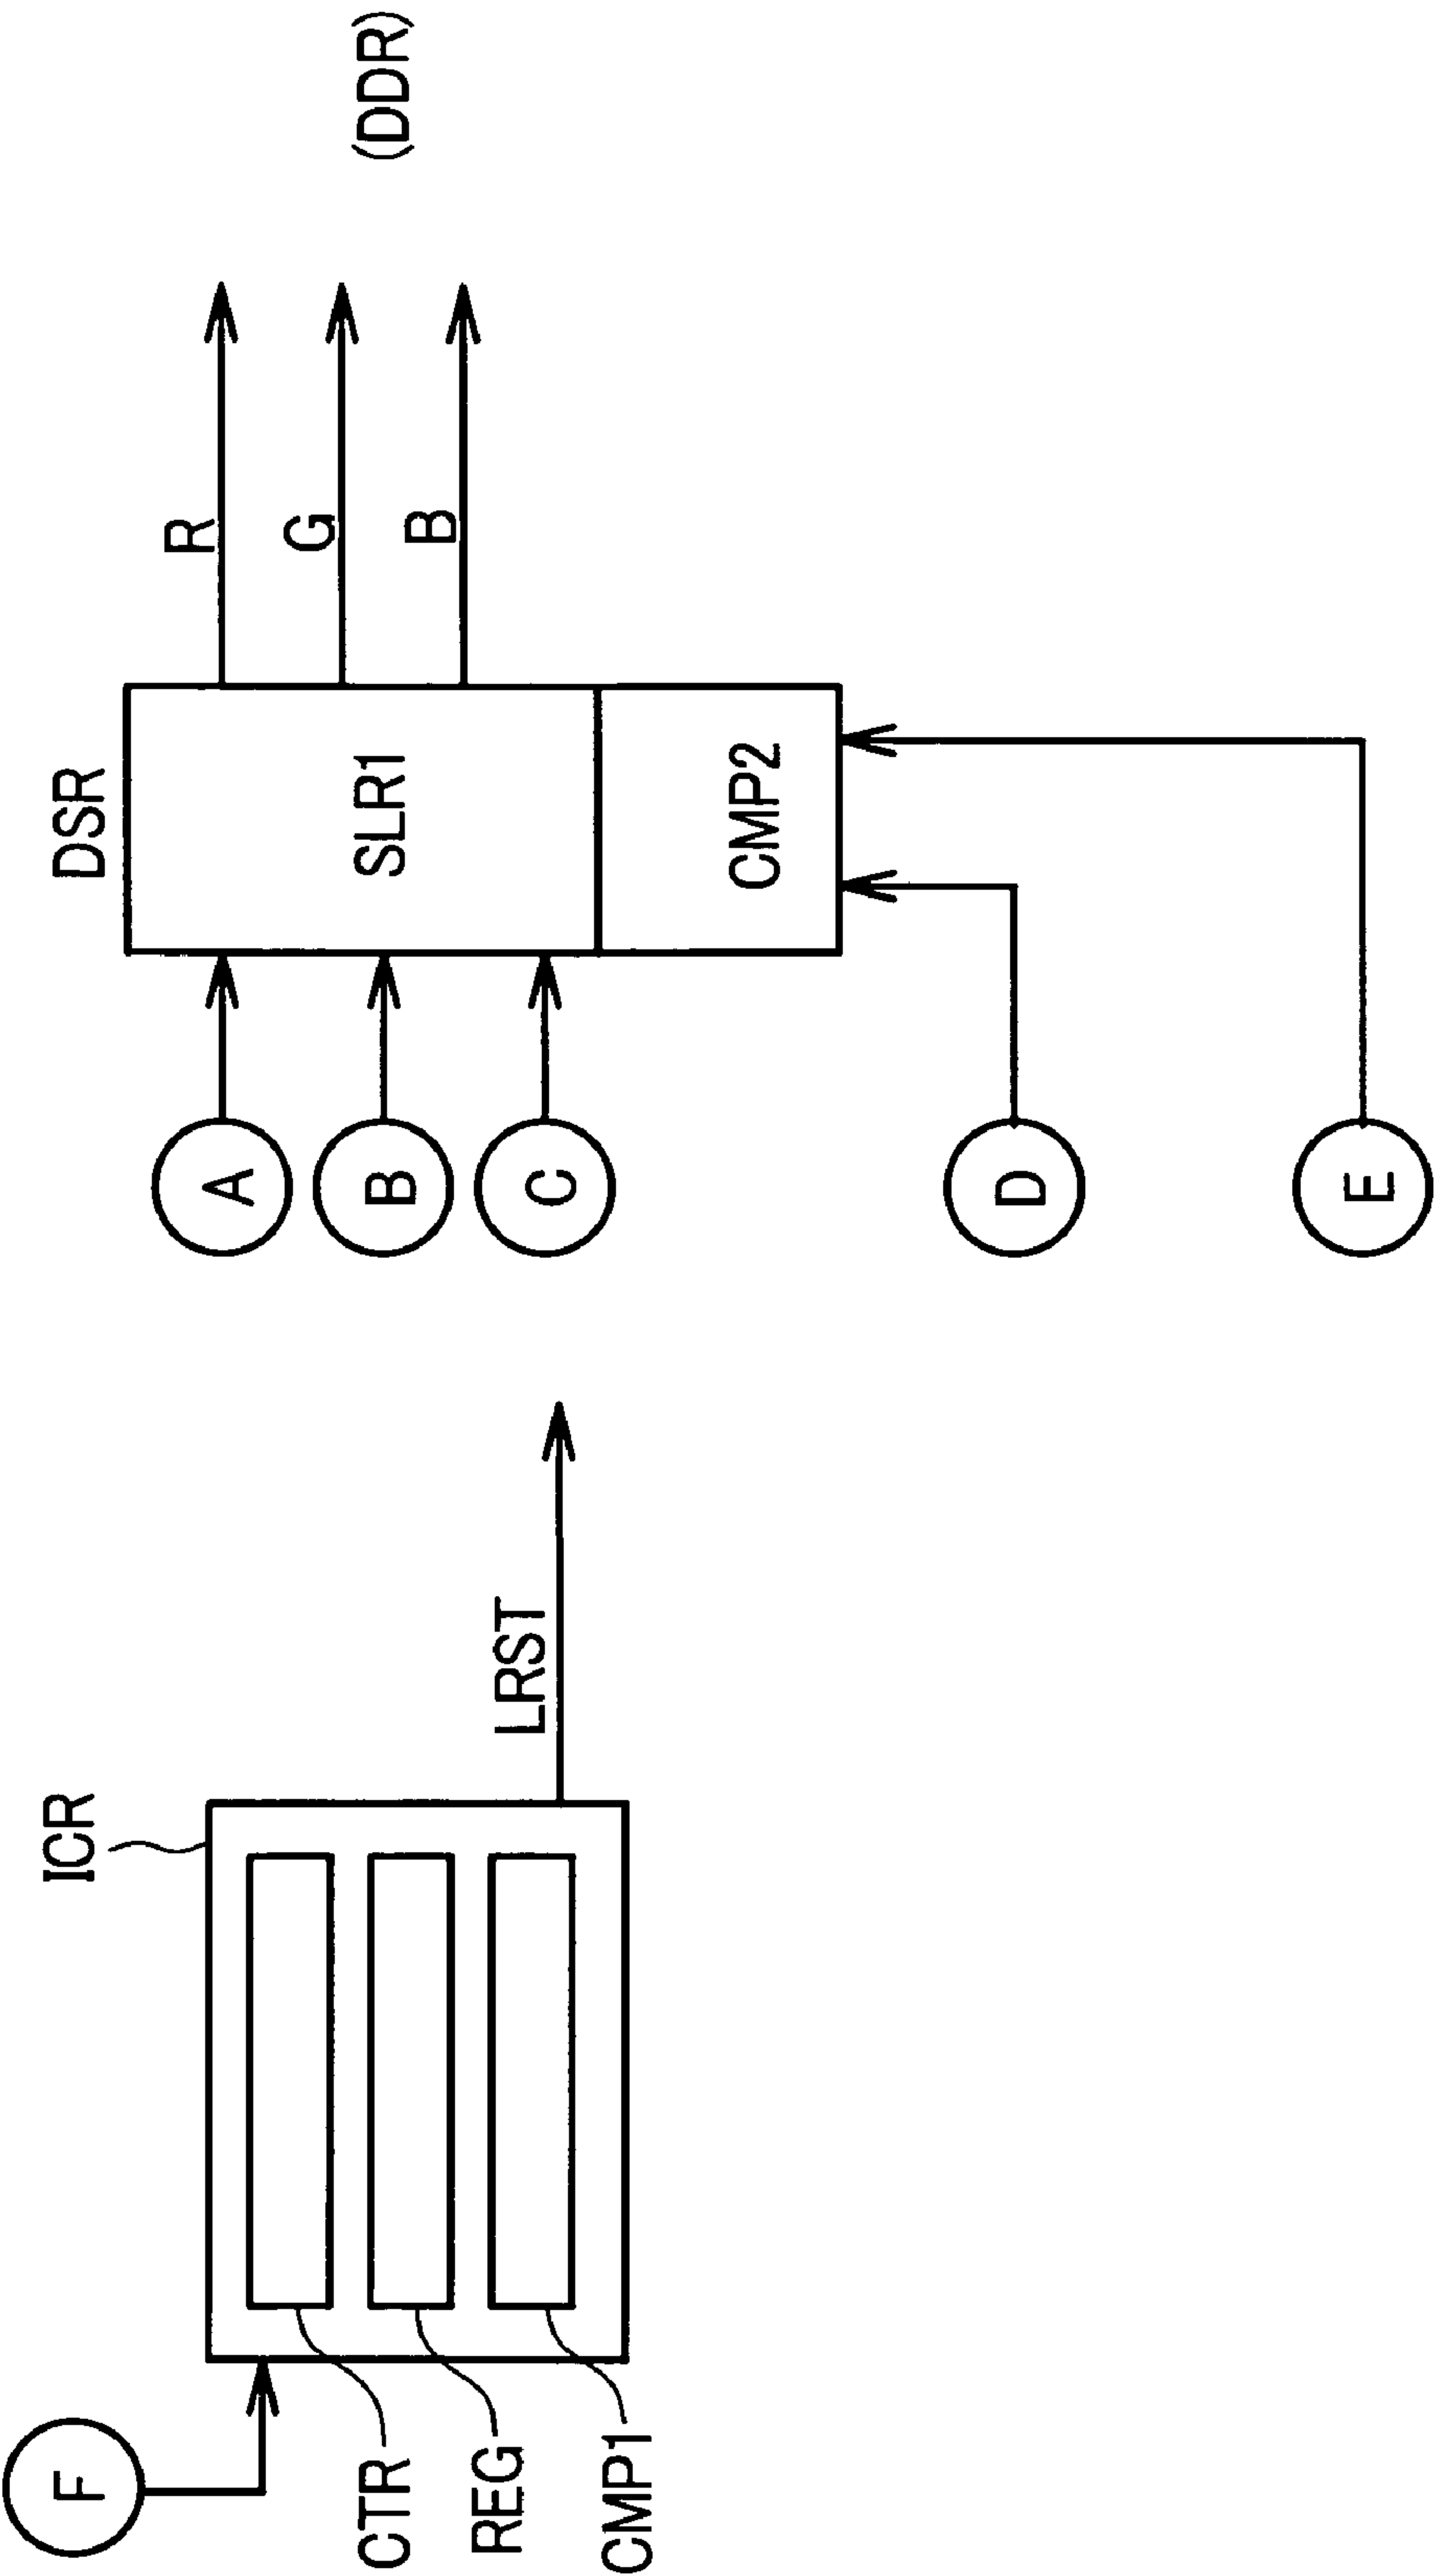 F
ICR
CTR
REG
CMP1
LRST
DSR
A
B
C
SLR1
CMP2
D
E
R
G
B
(DDR)